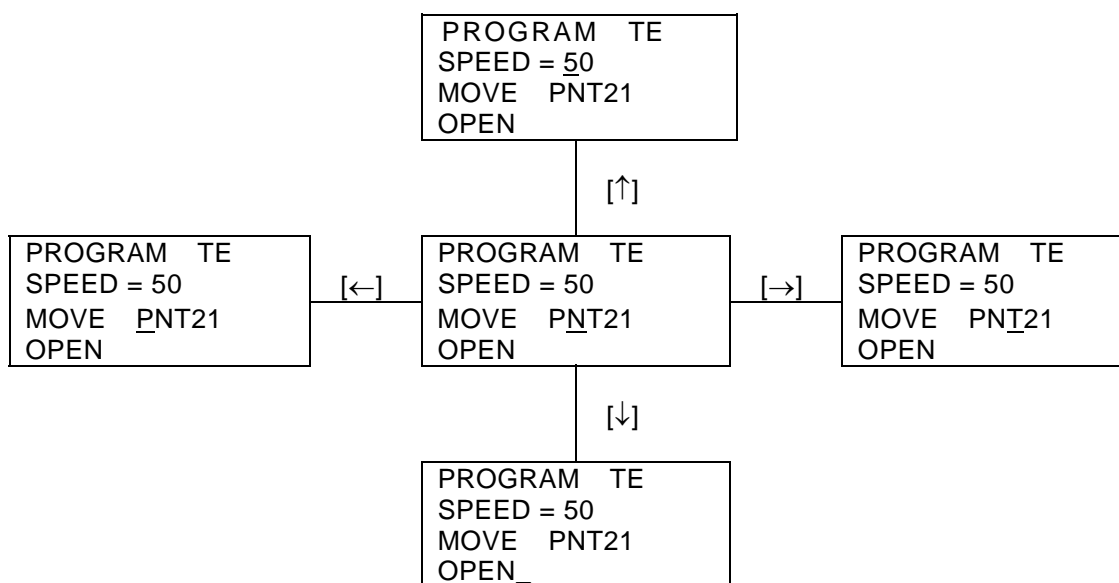 PROGRAM TE
SPEED = 50
MOVE PNT21
OPEN
[↑]
PROGRAM TE
SPEED = 50
MOVE PNT21
OPEN
[←]
PROGRAM TE
SPEED = 50
MOVE PNT21
OPEN
[→]
PROGRAM TE
SPEED = 50
MOVE PNT21
OPEN
[↓]
PROGRAM TE
SPEED = 50
MOVE PNT21
OPEN_